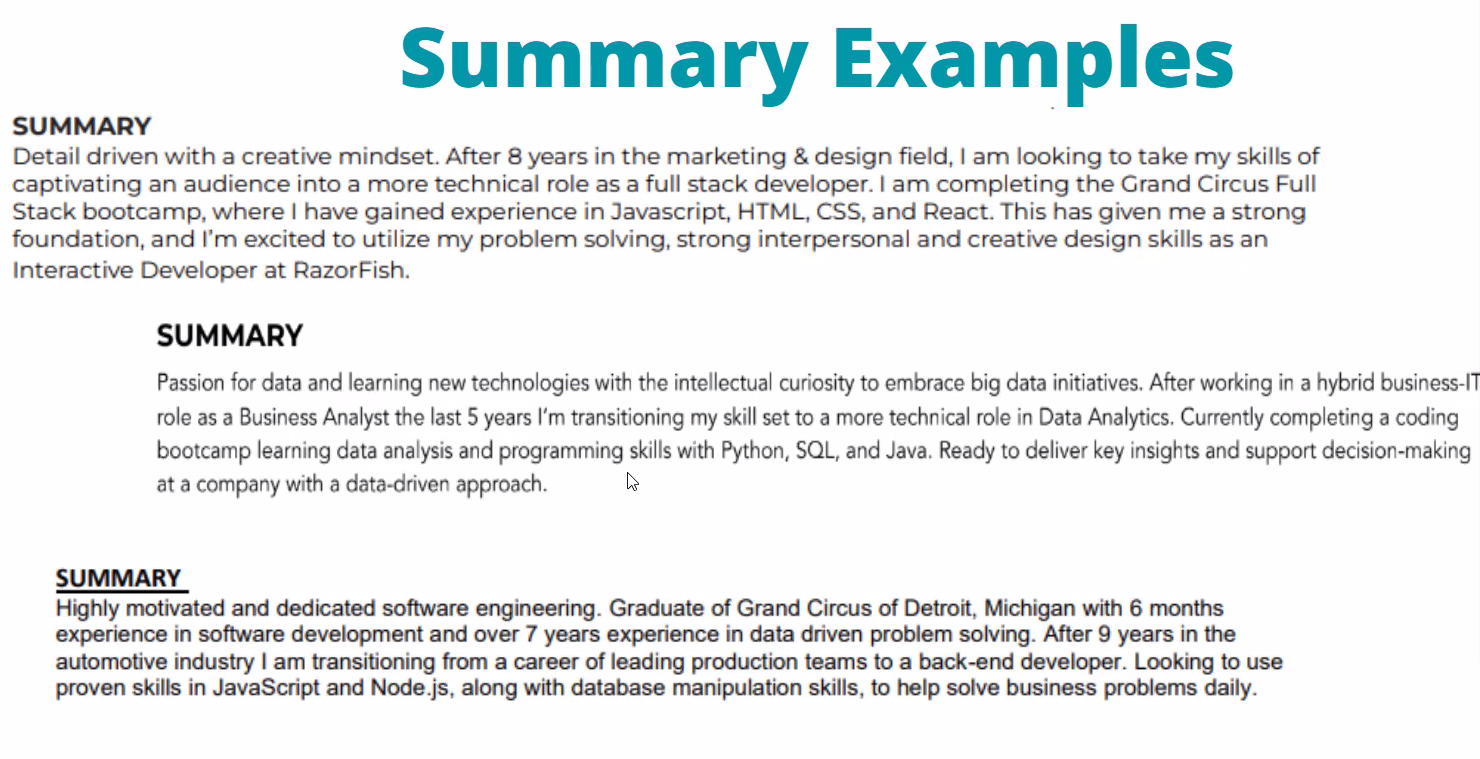 Summary Examples
SUMMARY
Detail driven with a creative mindset. After 8 years in the marketing & design field, I am looking to take my skills of
captivating an audience into a more technical role as a full stack developer. I am completing the Grand Circus Full
Stack bootcamp, where I have gained experience in Javascript, HTML, CSS, and React. This has given me a strong
foundation, and I'm excited to utilize my problem solving, strong interpersonal and creative design skills as an
Interactive Developer at RazorFish.
SUMMARY
Passion for data and learning new technologies with the intellectual curiosity to embrace big data initiatives. After working in a hybrid business-IT
role as a Business Analyst the last 5 years I'm transitioning my skill set to a more technical role in Data Analytics. Currently completing a coding
bootcamp learning data analysis and programming skills with Python, SQL, and Java. Ready to deliver key insights and support decision-making
at a company with a data-driven approach.
SUMMARY
Highly motivated and dedicated software engineering. Graduate of Grand Circus of Detroit, Michigan with 6 months
experience in software development and over 7 years experience in data driven problem solving. After 9 years in the
automotive industry I am transitioning from a career of leading production teams to a back-end developer. Looking to use
proven skills in JavaScript and Node.js, along with database manipulation skills, to help solve business problems daily.